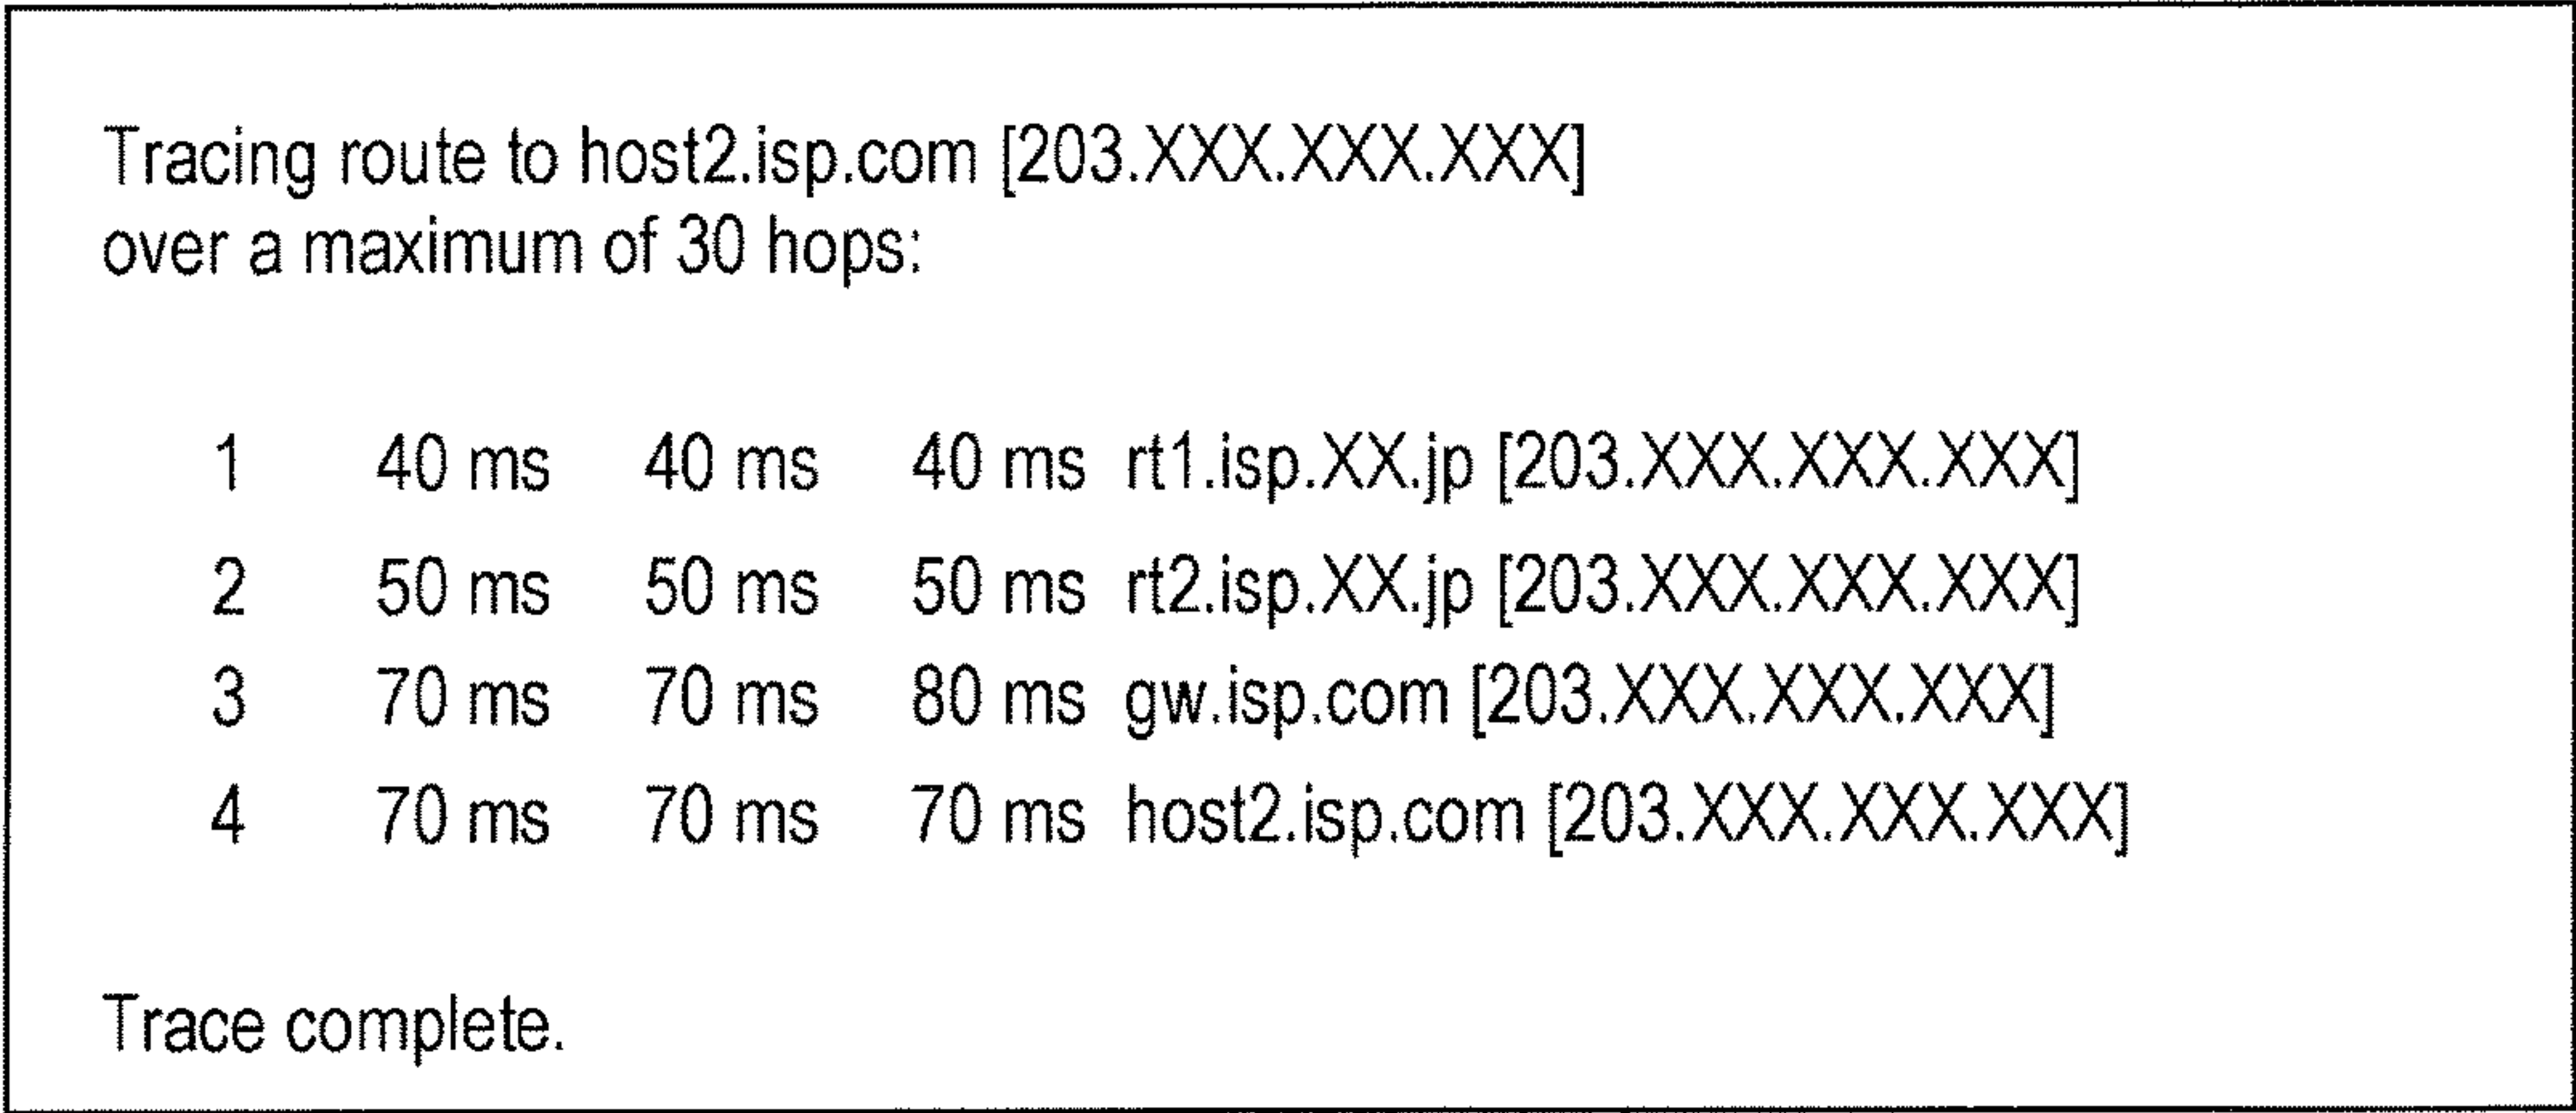 Tracing route to host2.isp.com [203.XXX.XXX.XXX]
over a maximum of 30 hops:
1 40 ms 40 ms 40 ms rt1.isp.XX.jp [203.XXX.XXX.XXX]
2 50 ms 50 ms 50 ms rt2.isp.XX.jp [203.XXX.XXX.XXX]
3 70 ms 70 ms 80 ms gw.isp.com [203.XXX.XXX.XXX]
4 70 ms 70 ms 70 ms host2.isp.com [203.XXX.XXX.XXX]
Trace complete.